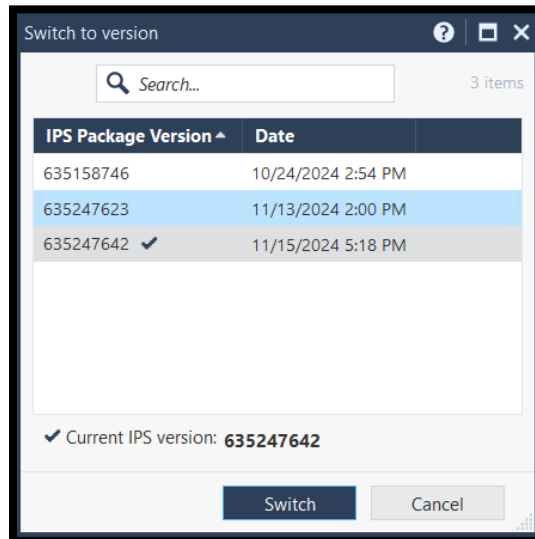 Switch to version
Search...
3 items
IPS Package Version Date
635158746 10/24/2024 2:54 PM
635247623 11/13/2024 2:00 PM
635247642 ✔ 11/15/2024 5:18 PM
✔ Current IPS version: 635247642
Switch Cancel